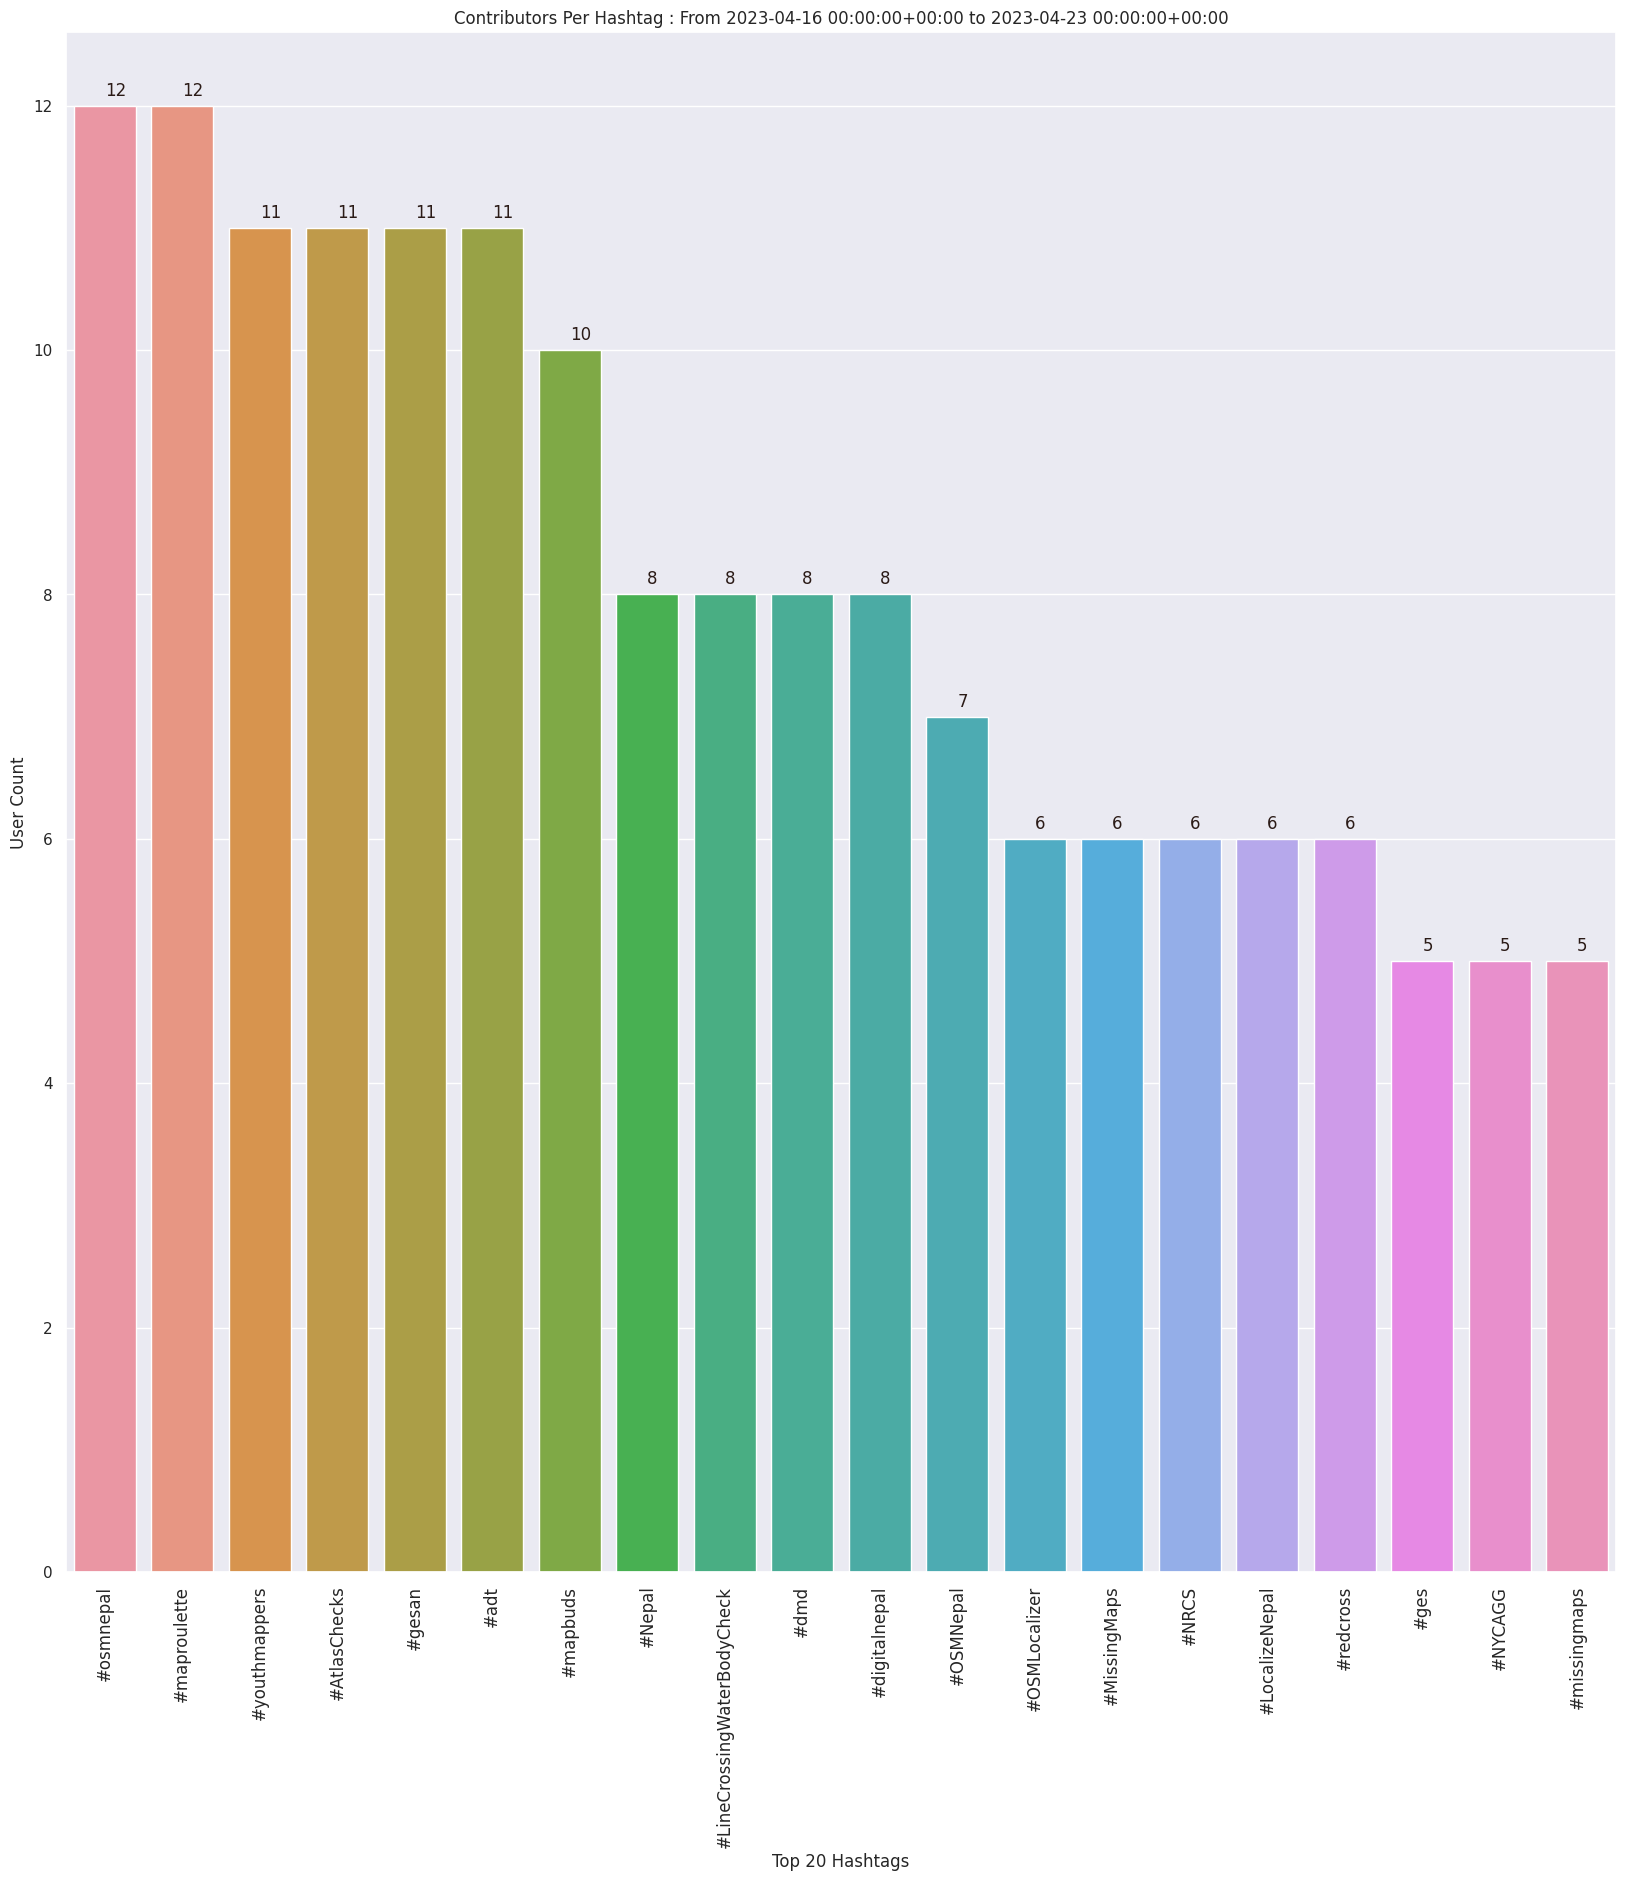 Contributors Per Hashtag : From 2023-04-16 00:00:00+00:00 to 2023-04-23 00:00:00+00:00
12
12
11
11
11
11
10
8
8
8
8
7
6
6
6
6
6
5
5
5
User Count
12
10
8
6
4
2
0
#osmnepal
#maproulette
#youthmappers
#AtlasChecks
#gesan
#adt
#mapbuds
#Nepal
#LineCrossingWaterBodyCheck
#dmd
#digitalnepal
#OSMNepal
#OSMLocalizer
#MissingMaps
#NRCS
#LocalizeNepal
#redcross
#ges
#NYCAGG
#missingmaps
Top 20 Hashtags